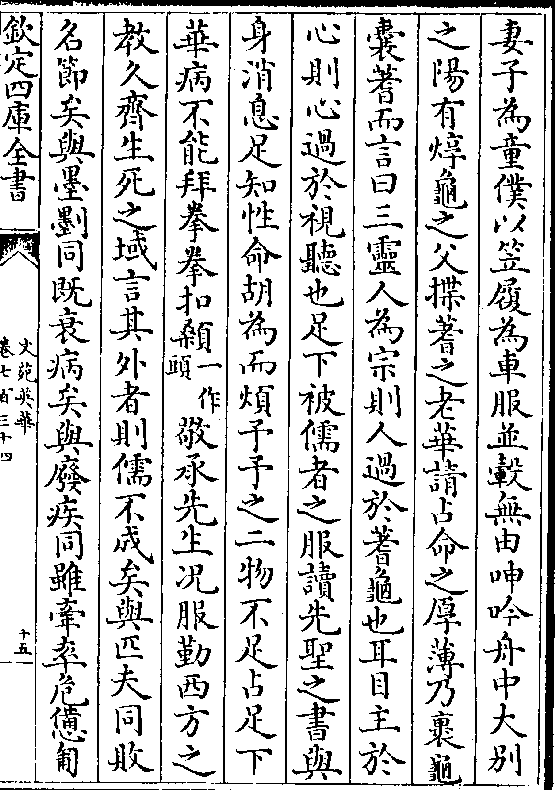 妻子為童僕以笠屐為車服並轂無由呻吟舟中大别
之陽有焞龜之父揲蓍之老華請占命之厚薄乃裹龜
囊蓍而言曰三靈人為宗則人過於蓍龜也耳目主於
心則心過於視聽也足下被儒者之服讀先聖之書與
身消息足知性命胡為而煩予予之二物不足占足下
華病不能拜拳拳扣顙一作頭敬承先生况服勤西方之
教久齊生死之域言其外者則儒不成矣與匹夫同敗
名節矣與墨劓同既衰病矣與廢疾同雖牽率危憊匍
欽定四庫全書
文苑英華
卷七百三十四
十五